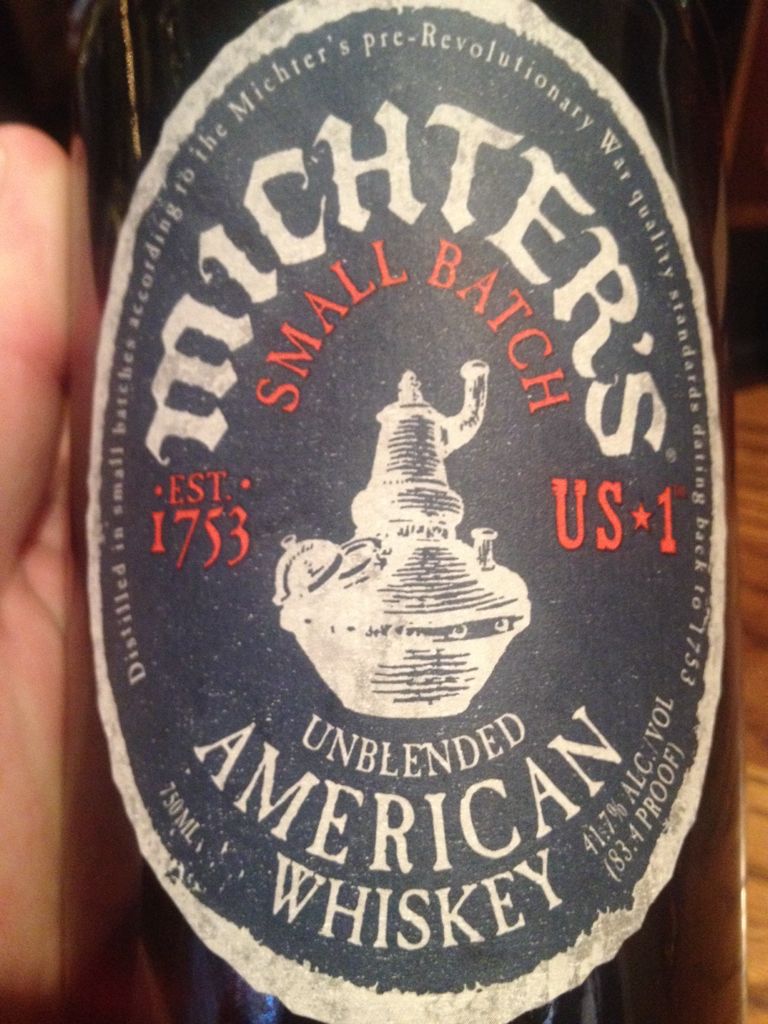 Distilled in small batches according to the Michter's pre-Revolutionary War quality standards dating back to 1753
MICHTER'S®
SMALL BATCH
·EST.·
1753
US★1™
UNBLENDED
AMERICAN
WHISKEY
750ML
41.7% ALC./VOL
(83.4 PROOF)